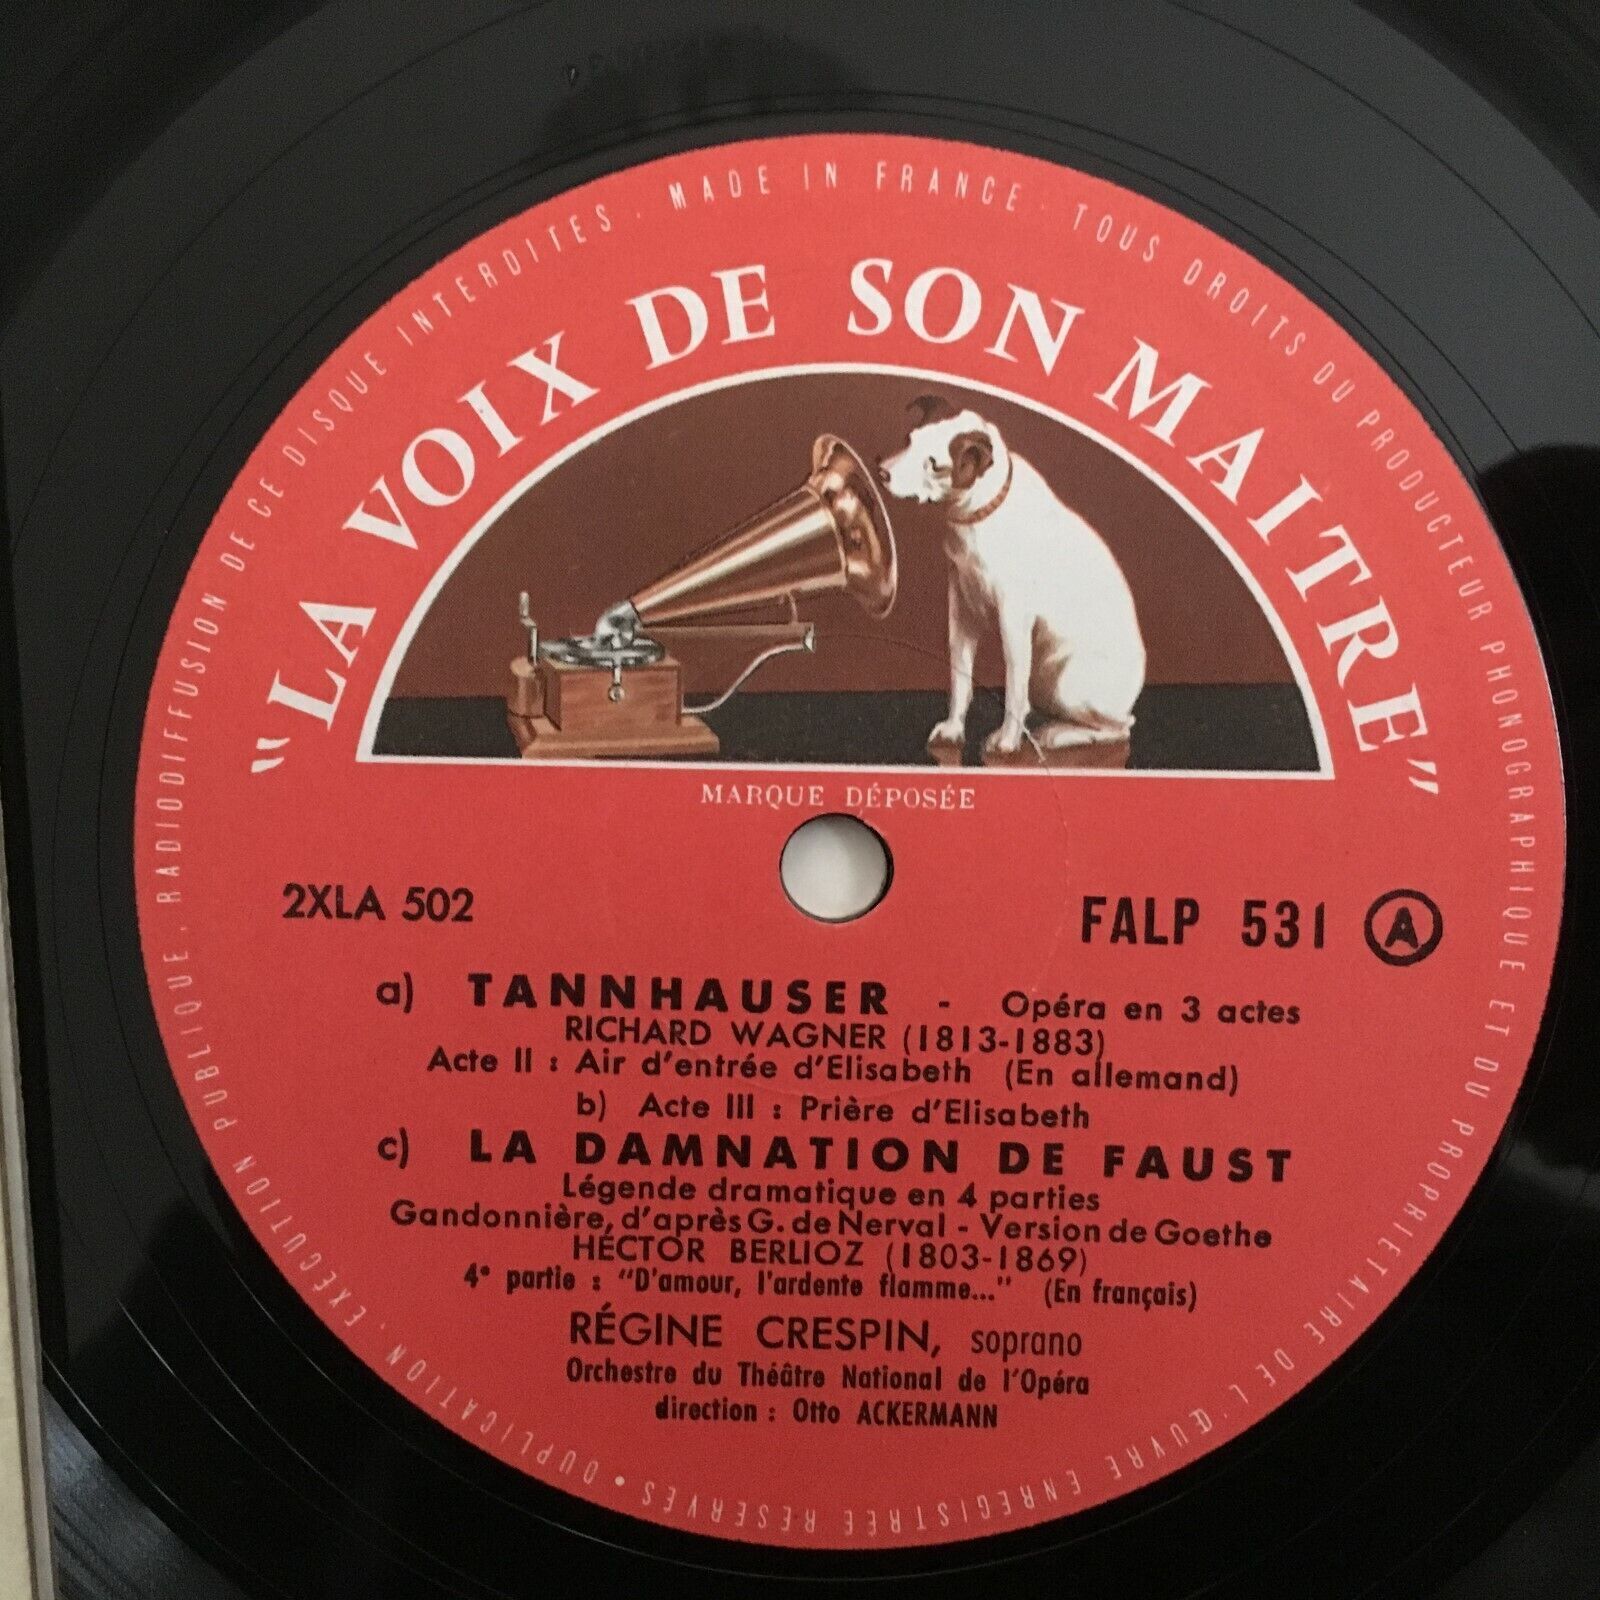 MADE IN FRANCE · TOUS DROITS DU PRODUCTEUR PHONOGRAPHIQUE ET DU PROPRIETAIRE DE L'ŒUVRE ENREGISTRÉE RÉSERVÉS · DUPLICATION, EXÉCUTION PUBLIQUE, RADIODIFFUSION DE CE DISQUE INTERDITES ·
"LA VOIX DE SON MAITRE"
MARQUE DÉPOSÉE
2XLA 502
FALP 531 A
a) TANNHAUSER - Opéra en 3 actes
RICHARD WAGNER (1813-1883)
Acte II : Air d'entrée d'Elisabeth (En allemand)
b) Acte III : Prière d'Elisabeth
c) LA DAMNATION DE FAUST
Légende dramatique en 4 parties
Gandonnière, d'après G. de Nerval - Version de Goethe
HECTOR BERLIOZ (1803-1869)
4e partie : "D'amour, l'ardente flamme..." (En français)
RÉGINE CRESPIN, soprano
Orchestre du Théâtre National de l'Opéra
direction : Otto ACKERMANN